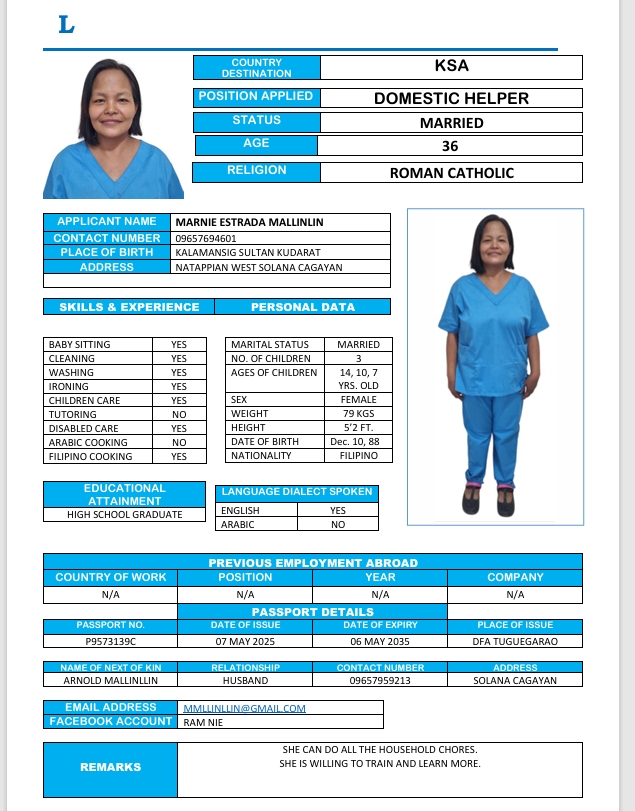 L
COUNTRY DESTINATION KSA
POSITION APPLIED DOMESTIC HELPER
STATUS MARRIED
AGE 36
RELIGION ROMAN CATHOLIC
APPLICANT NAME MARNIE ESTRADA MALLINLIN
CONTACT NUMBER 09657694601
PLACE OF BIRTH KALAMANSIG SULTAN KUDARAT
ADDRESS NATAPPIAN WEST SOLANA CAGAYAN
SKILLS & EXPERIENCE PERSONAL DATA
BABY SITTING YES
CLEANING YES
WASHING YES
IRONING YES
CHILDREN CARE YES
TUTORING NO
DISABLED CARE YES
ARABIC COOKING NO
FILIPINO COOKING YES
MARITAL STATUS MARRIED
NO. OF CHILDREN 3
AGES OF CHILDREN 14, 10, 7
YRS. OLD
SEX FEMALE
WEIGHT 79 KGS
HEIGHT 5'2 FT.
DATE OF BIRTH Dec. 10, 88
NATIONALITY FILIPINO
EDUCATIONAL
ATTAINMENT
HIGH SCHOOL GRADUATE
LANGUAGE DIALECT SPOKEN
ENGLISH YES
ARABIC NO
PREVIOUS EMPLOYMENT ABROAD
COUNTRY OF WORK POSITION YEAR COMPANY
N/A N/A N/A N/A
PASSPORT DETAILS
PASSPORT NO. DATE OF ISSUE DATE OF EXPIRY PLACE OF ISSUE
P9573139C 07 MAY 2025 06 MAY 2035 DFA TUGUEGARAO
NAME OF NEXT OF KIN RELATIONSHIP CONTACT NUMBER ADDRESS
ARNOLD MALLINLLIN HUSBAND 09657959213 SOLANA CAGAYAN
EMAIL ADDRESS MMLLINLLIN@GMAIL.COM
FACEBOOK ACCOUNT RAM NIE
REMARKS
SHE CAN DO ALL THE HOUSEHOLD CHORES.
SHE IS WILLING TO TRAIN AND LEARN MORE.